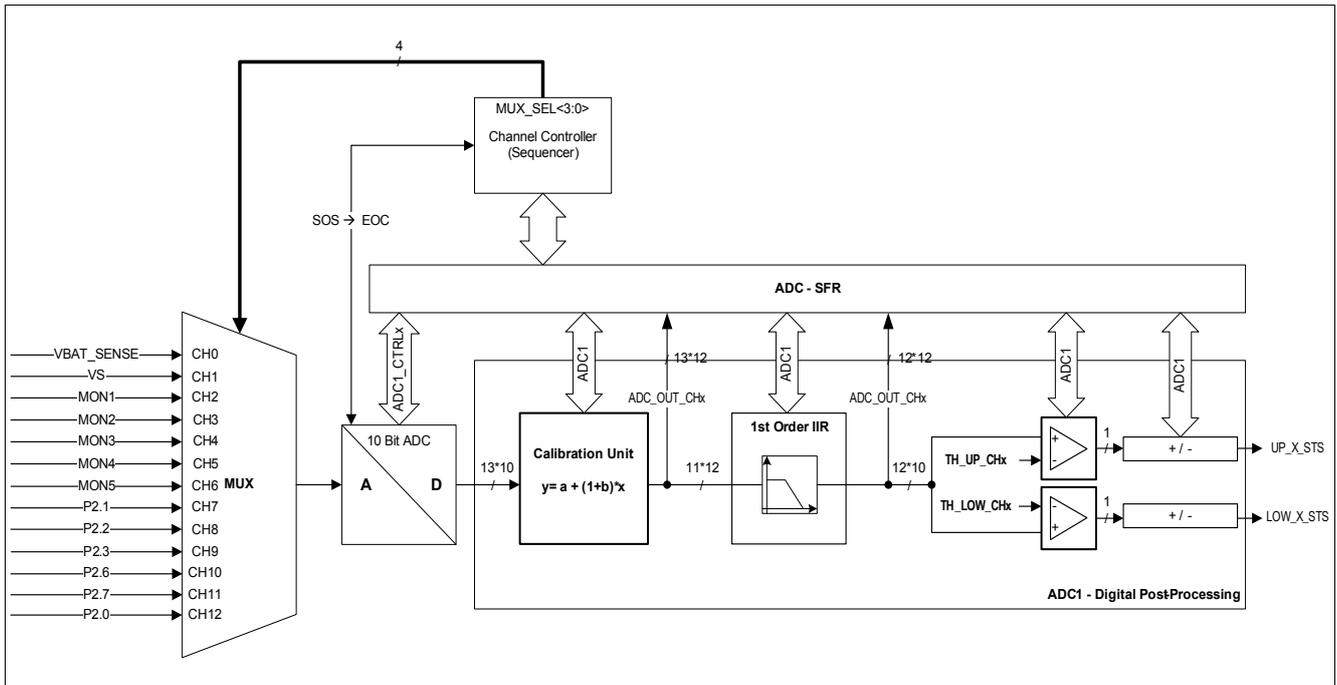 4
MUX_SEL<3:0>
Channel Controller
(Sequencer)
SOS → EOC
ADC - SFR
VBAT_SENSE
CH0
VS
CH1
MON1
CH2
MON2
CH3
MON3
CH4
MON4
CH5
MON5
CH6
MUX
P2.1
CH7
P2.2
CH8
P2.3
CH9
P2.6
CH10
P2.7
CH11
P2.0
CH12
ADC1_CTRLx
10 Bit ADC
A
D
13*10
ADC1
Calibration Unit
y= a + (1+b)*x
13*12
ADC_OUT_CHx
11*12
ADC1
1st Order IIR
12*12
ADC_OUT_CHx
12*10
ADC1
ADC1
TH_UP_CHx
+
-
1
+ / -
UP_X_STS
TH_LOW_CHx
-
+
1
+ / -
LOW_X_STS
ADC1 - Digital Post-Processing